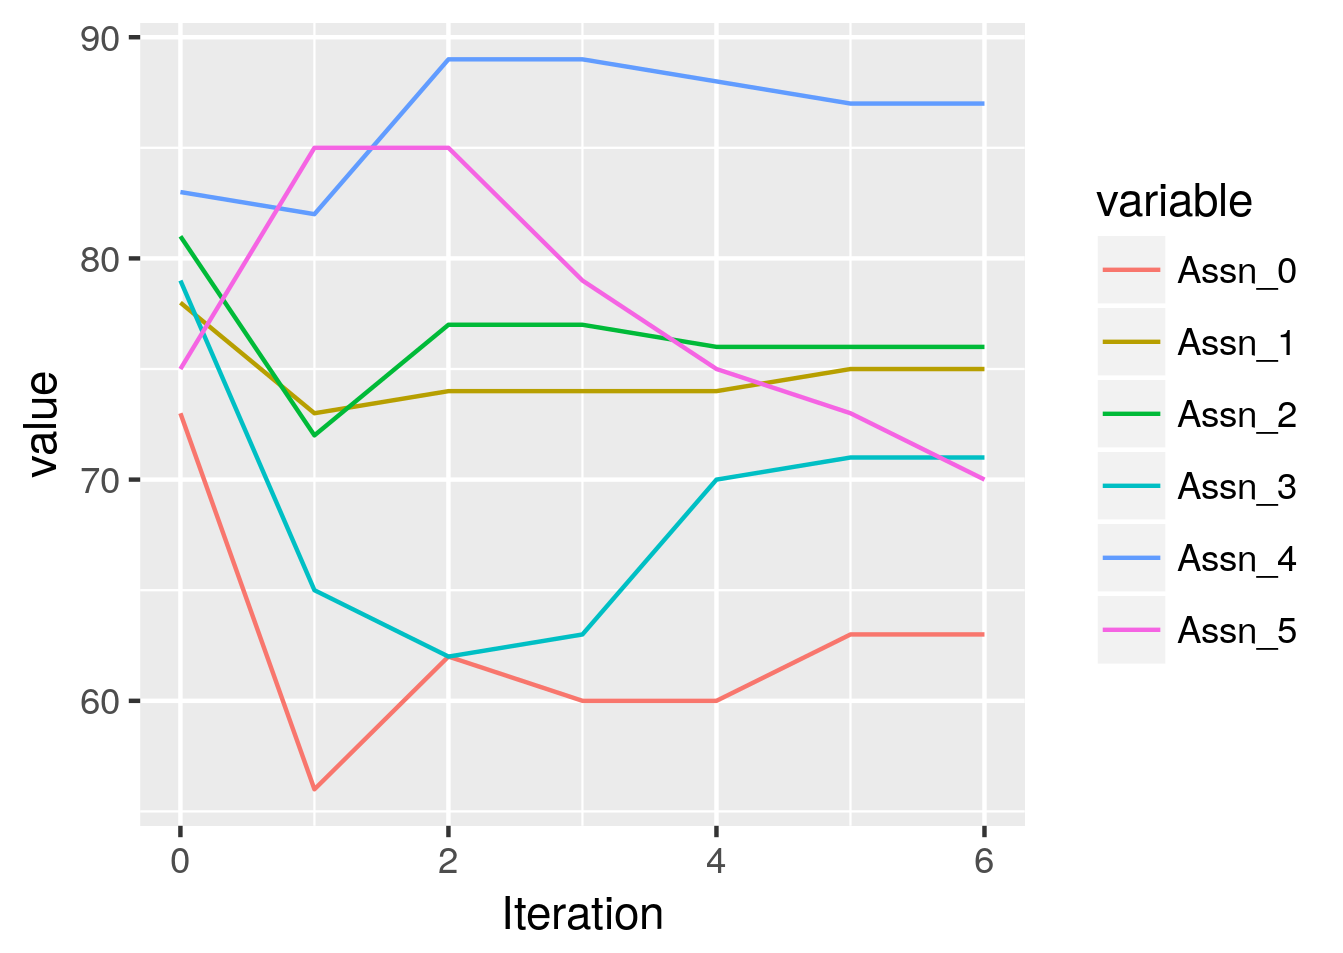 90
80
70
60
value
0 2 4 6
Iteration
variable
Assn_0
Assn_1
Assn_2
Assn_3
Assn_4
Assn_5